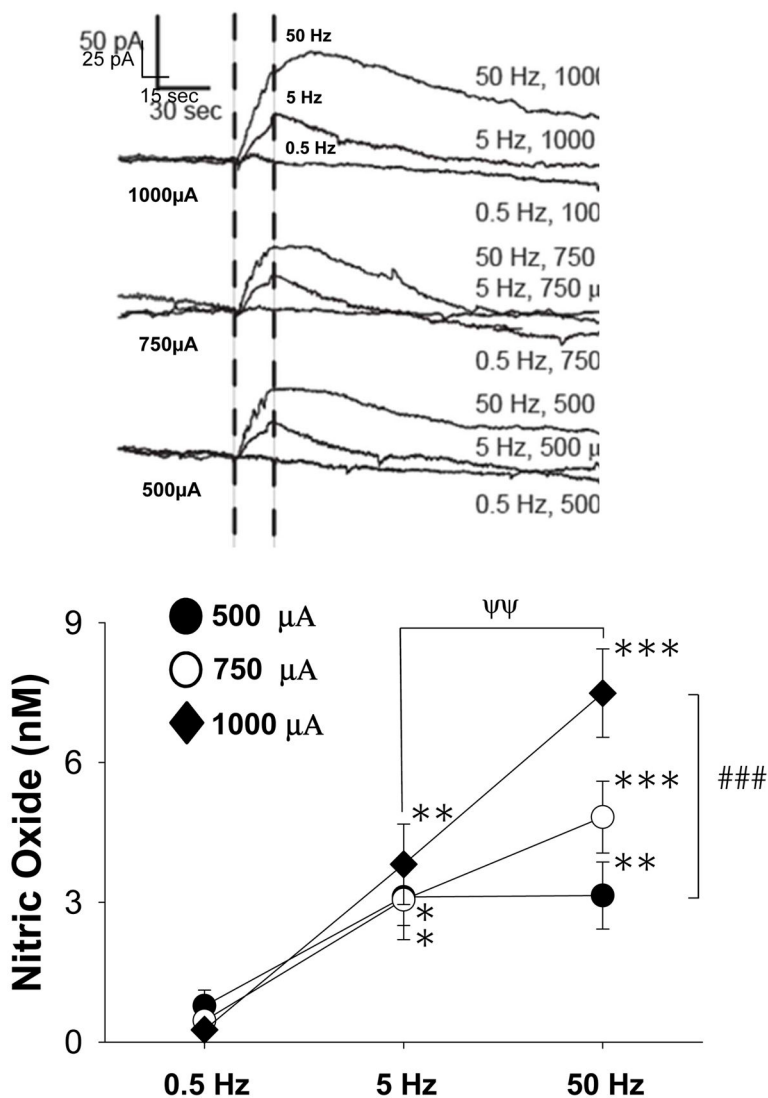 50 pA
25 pA
15 sec
30 sec
50 Hz
5 Hz
0.5 Hz
50 Hz, 100
5 Hz, 1000
0.5 Hz, 100
1000µA
50 Hz, 750
5 Hz, 750 µ
0.5 Hz, 750
750µA
50 Hz, 500
5 Hz, 500 µ
0.5 Hz, 500
500µA
ψψ
500 µA
750 µA
1000 µA
***
###
***
**
**
*
*
Nitric Oxide (nM)
9
6
3
0
0.5 Hz
5 Hz
50 Hz